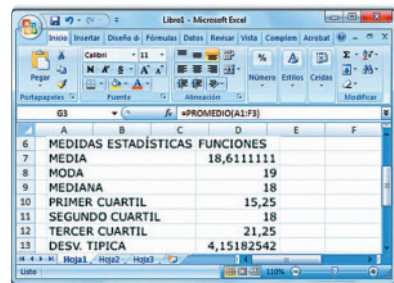 Libro1 - Microsoft Excel
Inicio Insertar Diseño d Fórmulas Datos Revisar Vista Complem Acrobat
Calibri 11
N K S A A
Pegar
Número Estilos Celdas
Portapapeles Fuente Alineación Modificar
G3 fx =PROMEDIO(A1:F3)
A B C D E F
6 MEDIDAS ESTADÍSTICAS FUNCIONES
7 MEDIA 18,6111111
8 MODA 19
9 MEDIANA 18
10 PRIMER CUARTIL 15,25
11 SEGUNDO CUARTIL 18
12 TERCER CUARTIL 21,25
13 DESV. TIPICA 4,15182542
Hoja1 Hoja2 Hoja3
Listo 110%